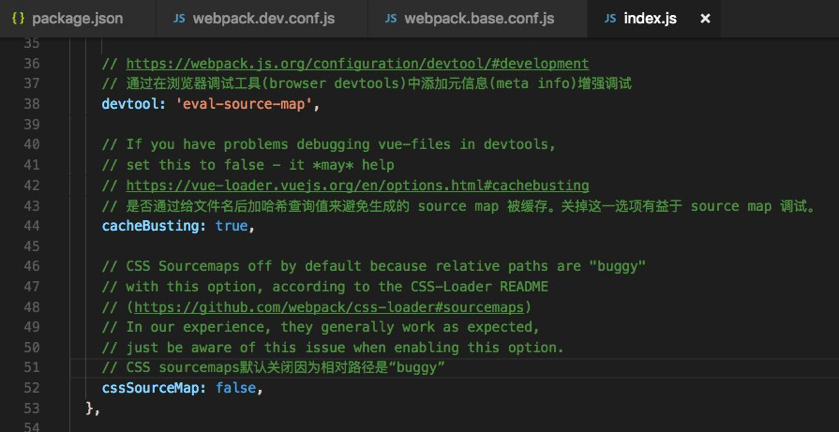 {} package.json JS webpack.dev.conf.js JS webpack.base.conf.js JS index.js ×
35
36 // https://webpack.js.org/configuration/devtool/#development
37 // 通过在浏览器调试工具(browser devtools)中添加元信息(meta info)增强调试
38 devtool: 'eval-source-map',
39
40 // If you have problems debugging vue-files in devtools,
41 // set this to false - it *may* help
42 // https://vue-loader.vuejs.org/en/options.html#cachebusting
43 // 是否通过给文件名后加哈希查询值来避免生成的 source map 被缓存。关掉这一选项有益于 source map 调试。
44 cacheBusting: true,
45
46 // CSS Sourcemaps off by default because relative paths are "buggy"
47 // with this option, according to the CSS-Loader README
48 // (https://github.com/webpack/css-loader#sourcemaps)
49 // In our experience, they generally work as expected,
50 // just be aware of this issue when enabling this option.
51 // CSS sourcemaps默认关闭因为相对路径是“buggy”
52 cssSourceMap: false,
53 },
54